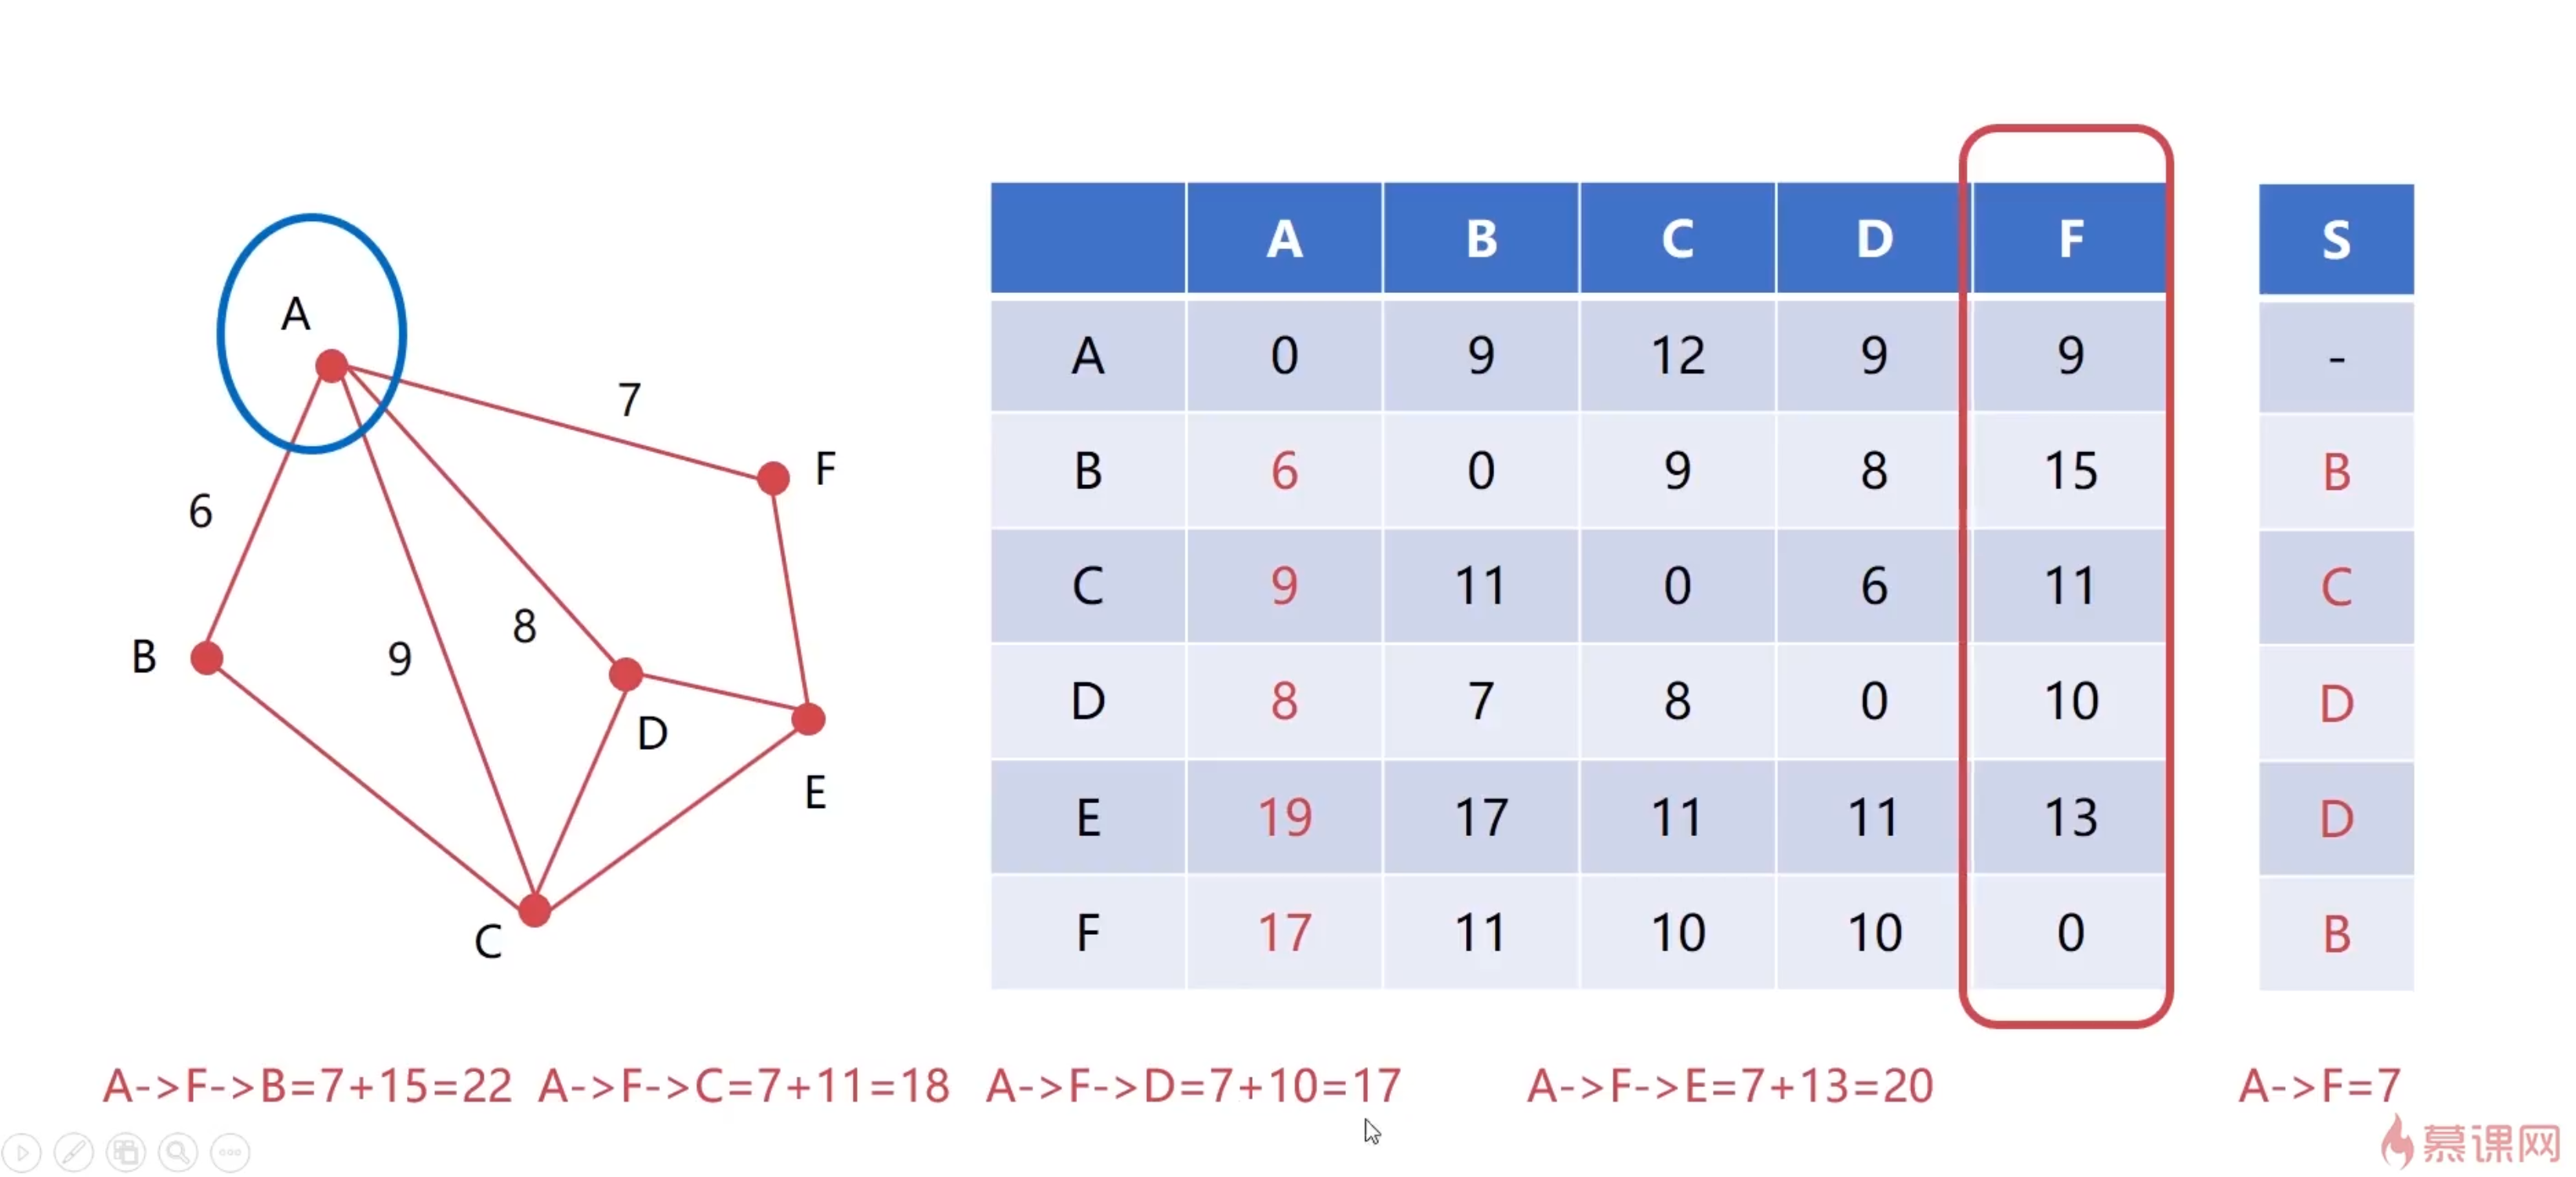 A
7
F
6
8
9
B
D
E
C
A B C D F
A 0 9 12 9 9
B 6 0 9 8 15
C 9 11 0 6 11
D 8 7 8 0 10
E 19 17 11 11 13
F 17 11 10 10 0
S
-
B
C
D
D
B
A->F->B=7+15=22 A->F->C=7+11=18 A->F->D=7+10=17 A->F->E=7+13=20 A->F=7
慕课网